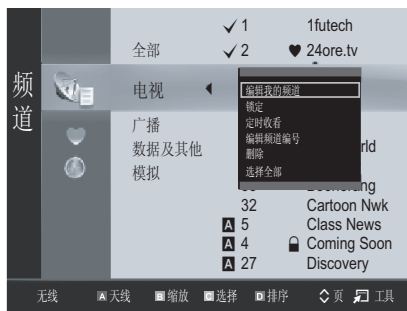 频道
全部
电视
广播
数据及其他
模拟
✓ 1 1futech
✓ 2 ♥ 24ore.tv
编辑我的频道
锁定
定时收看
编辑频道编号
删除
选择全部
32 Cartoon Nwk
A 5 Class News
A 4 Coming Soon
A 27 Discovery
无线 A 天线 B 缩放 C 选择 D 排序 页 工具